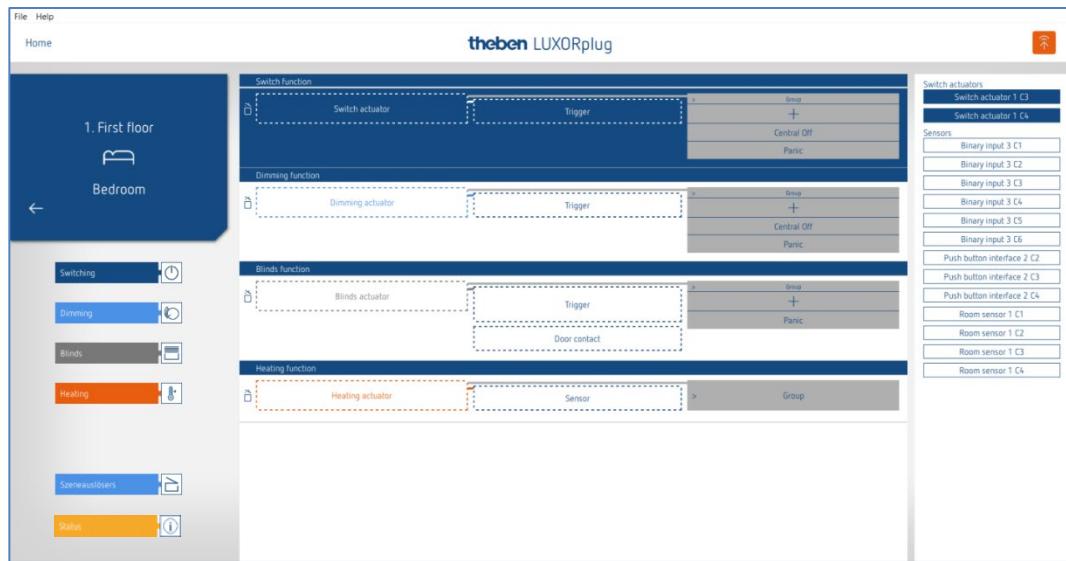 File Help
Home
theben LUXORplug
1. First floor
Bedroom
Switching
Dimming
Blinds
Heating
Szeneauslösers
Status
Switch function
Switch actuator
Trigger
> Group
+
Central Off
Panic
Dimming function
Dimming actuator
Trigger
> Group
+
Central Off
Panic
Blinds function
Blinds actuator
Trigger
Door contact
> Group
+
Panic
Heating function
Heating actuator
Sensor
> Group
Switch actuators
Switch actuator 1 C3
Switch actuator 1 C4
Sensors
Binary input 3 C1
Binary input 3 C2
Binary input 3 C3
Binary input 3 C4
Binary input 3 C5
Binary input 3 C6
Push button interface 2 C2
Push button interface 2 C3
Push button interface 2 C4
Room sensor 1 C1
Room sensor 1 C2
Room sensor 1 C3
Room sensor 1 C4